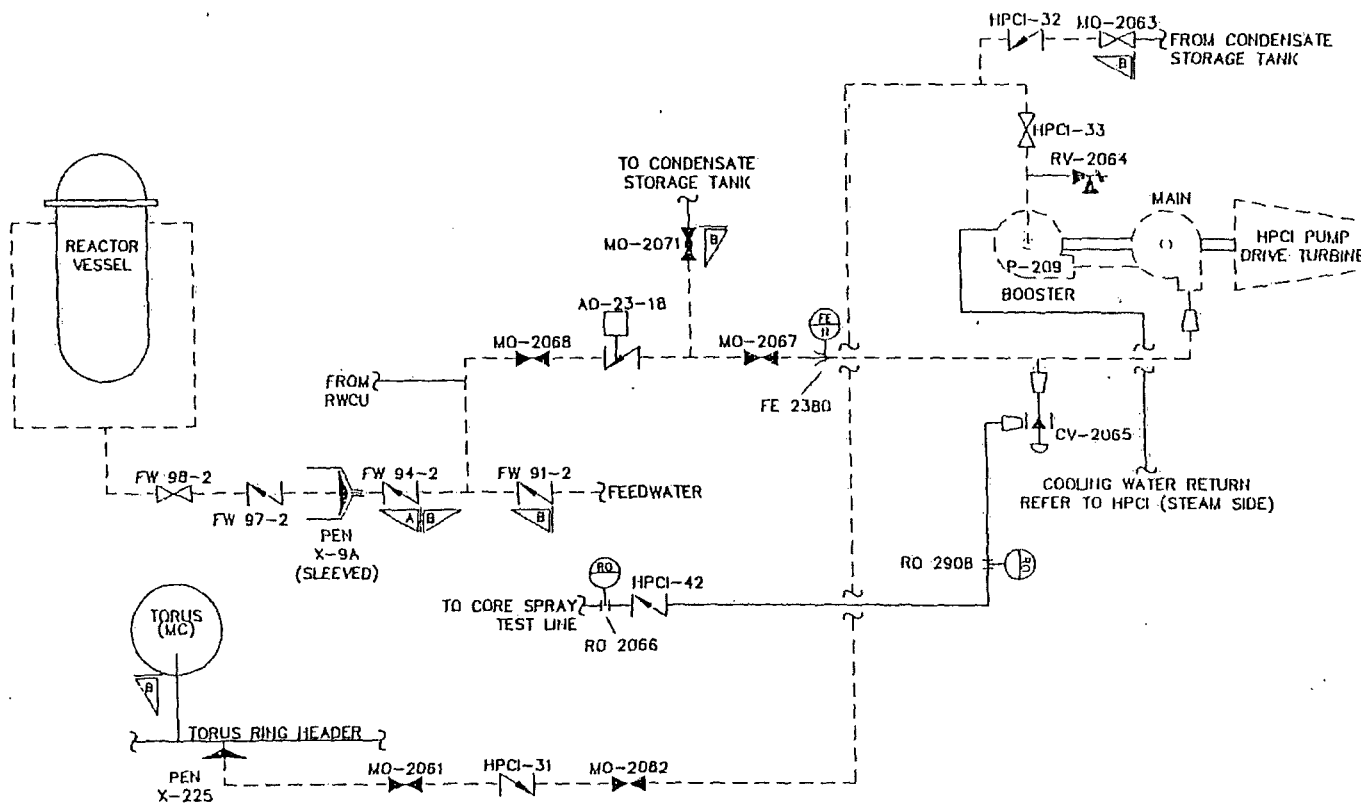 HPCI-32 MO-2063
FROM CONDENSATE
STORAGE TANK
B
HPCI-33
RV-2064
TO CONDENSATE
STORAGE TANK
MAIN
MO-2071
B
REACTOR
VESSEL
HPCI PUMP
DRIVE TURBINE
P-209
BOOSTER
AO-23-18
FE
MO-2068
MO-2067
FROM
RWCU
FE 2380
CV-2065
FW 98-2
FW 94-2
FW 91-2
FEEDWATER
COOLING WATER RETURN
REFER TO HPCI (STEAM SIDE)
FW 97-2
A B
B
PEN
X-9A
(SLEEVED)
RO
HPCI-42
RO 2908
RO
TO CORE SPRAY
TEST LINE
RO 2066
TORUS
(MC)
B
TORUS RING HEADER
PEN
X-225
MO-2061
HPCI-31
MO-2062